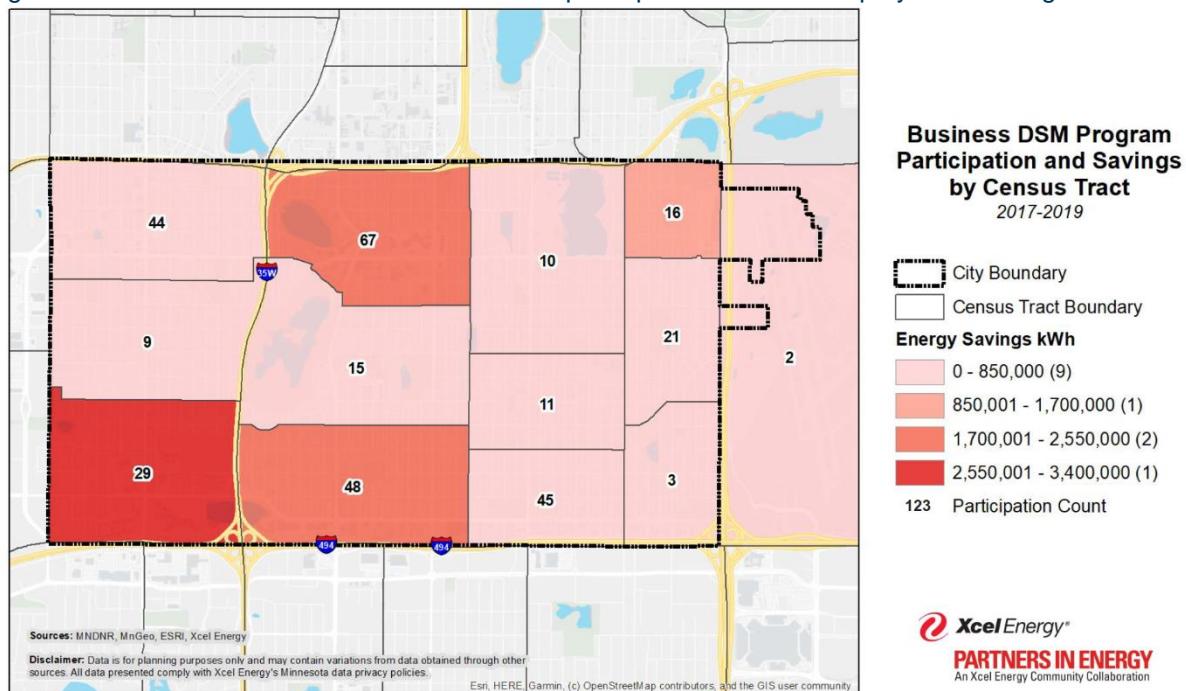 Business DSM Program
Participation and Savings
by Census Tract
2017-2019
City Boundary
Census Tract Boundary
Energy Savings kWh
0 - 850,000 (9)
850,001 - 1,700,000 (1)
1,700,001 - 2,550,000 (2)
2,550,001 - 3,400,000 (1)
123 Participation Count
44
67
16
10
35W
9
15
21
2
11
29
48
45
3
494
494
Sources: MNDNR, MnGeo, ESRI, Xcel Energy
Disclaimer: Data is for planning purposes only and may contain variations from data obtained through other
sources. All data presented comply with Xcel Energy's Minnesota data privacy policies.
Esri, HERE, Garmin, (c) OpenStreetMap contributors, and the GIS user community
Xcel Energy®
PARTNERS IN ENERGY
An Xcel Energy Community Collaboration